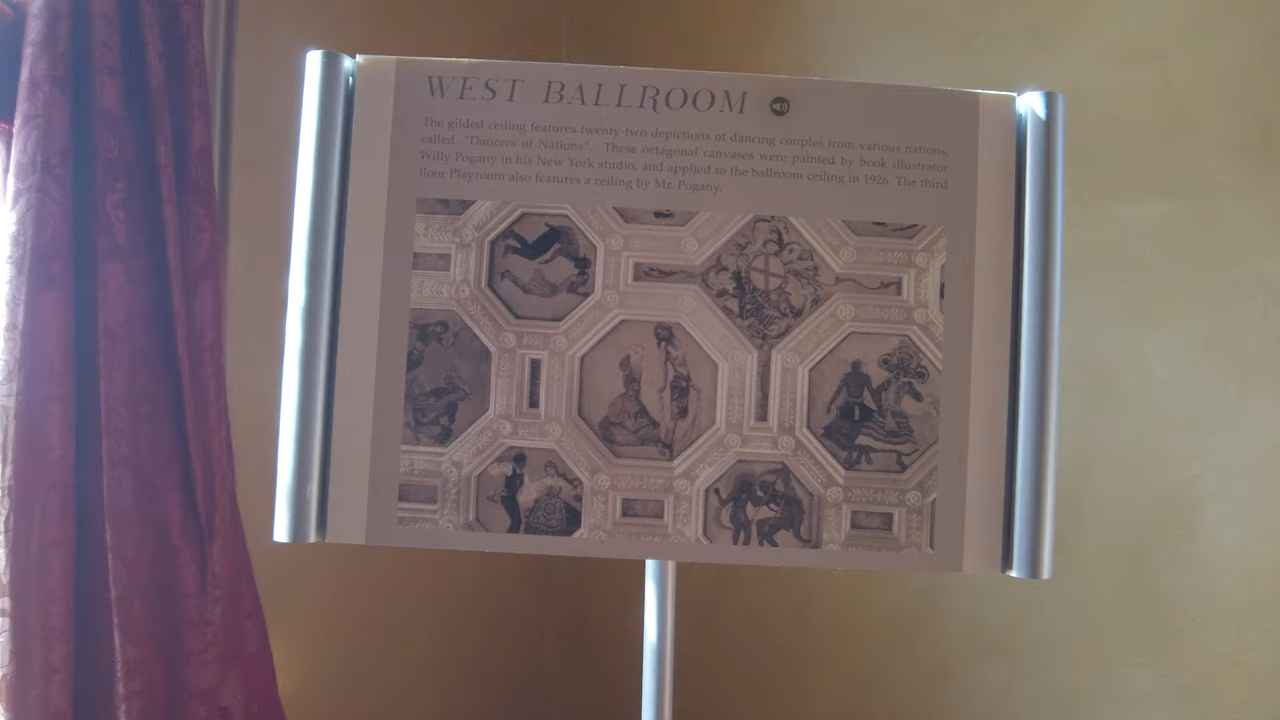 WEST BALLROOM
The gilded ceiling features twenty-two depictions of dancing couples from various nations,
called "Dancers of Nations". These octagonal canvases were painted by book illustrator
Willy Pogany in his New York studio, and applied to the ballroom ceiling in 1926. The third
floor Playroom also features a ceiling by Mr. Pogany.